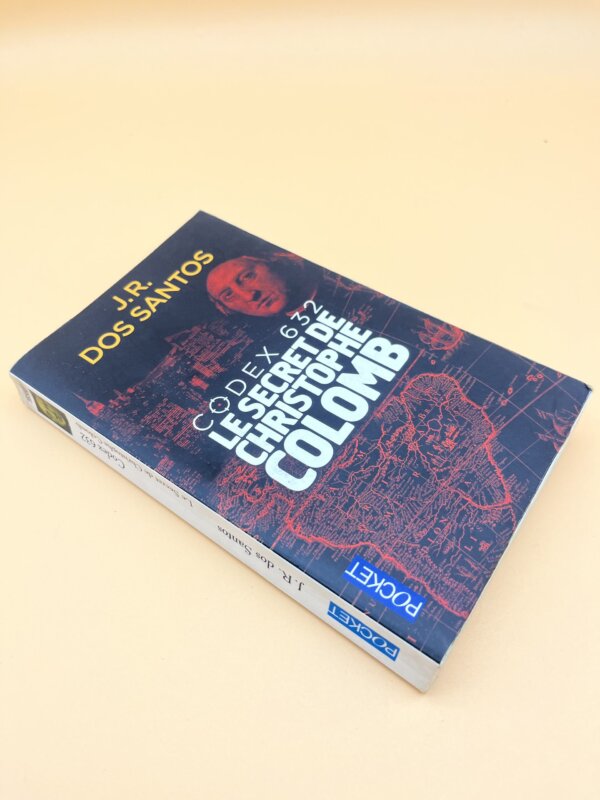 J.R.
DOS SANTOS
CODEX 632
LE SECRET DE
CHRISTOPHE
COLOMB
POCKET
Codex 632
Le Secret de Christophe Colomb
J. R. dos Santos
POCKET